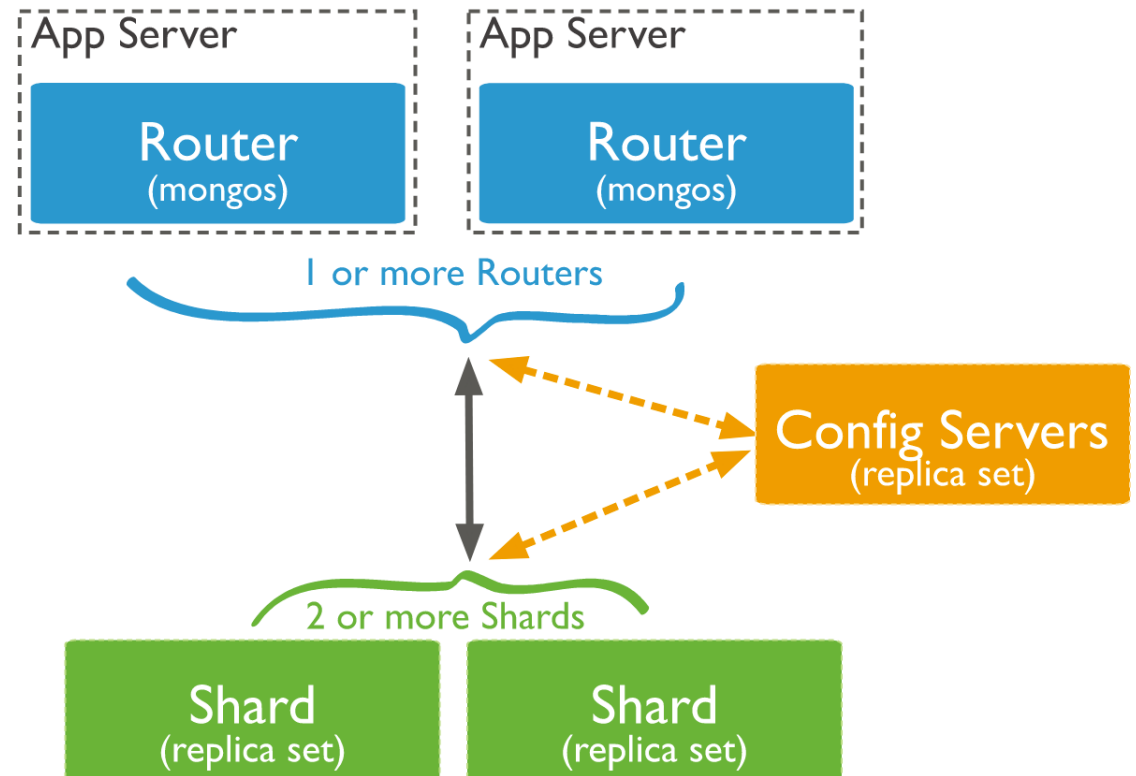 App Server
App Server
Router
(mongos)
Router
(mongos)
1 or more Routers
Config Servers
(replica set)
2 or more Shards
Shard
(replica set)
Shard
(replica set)